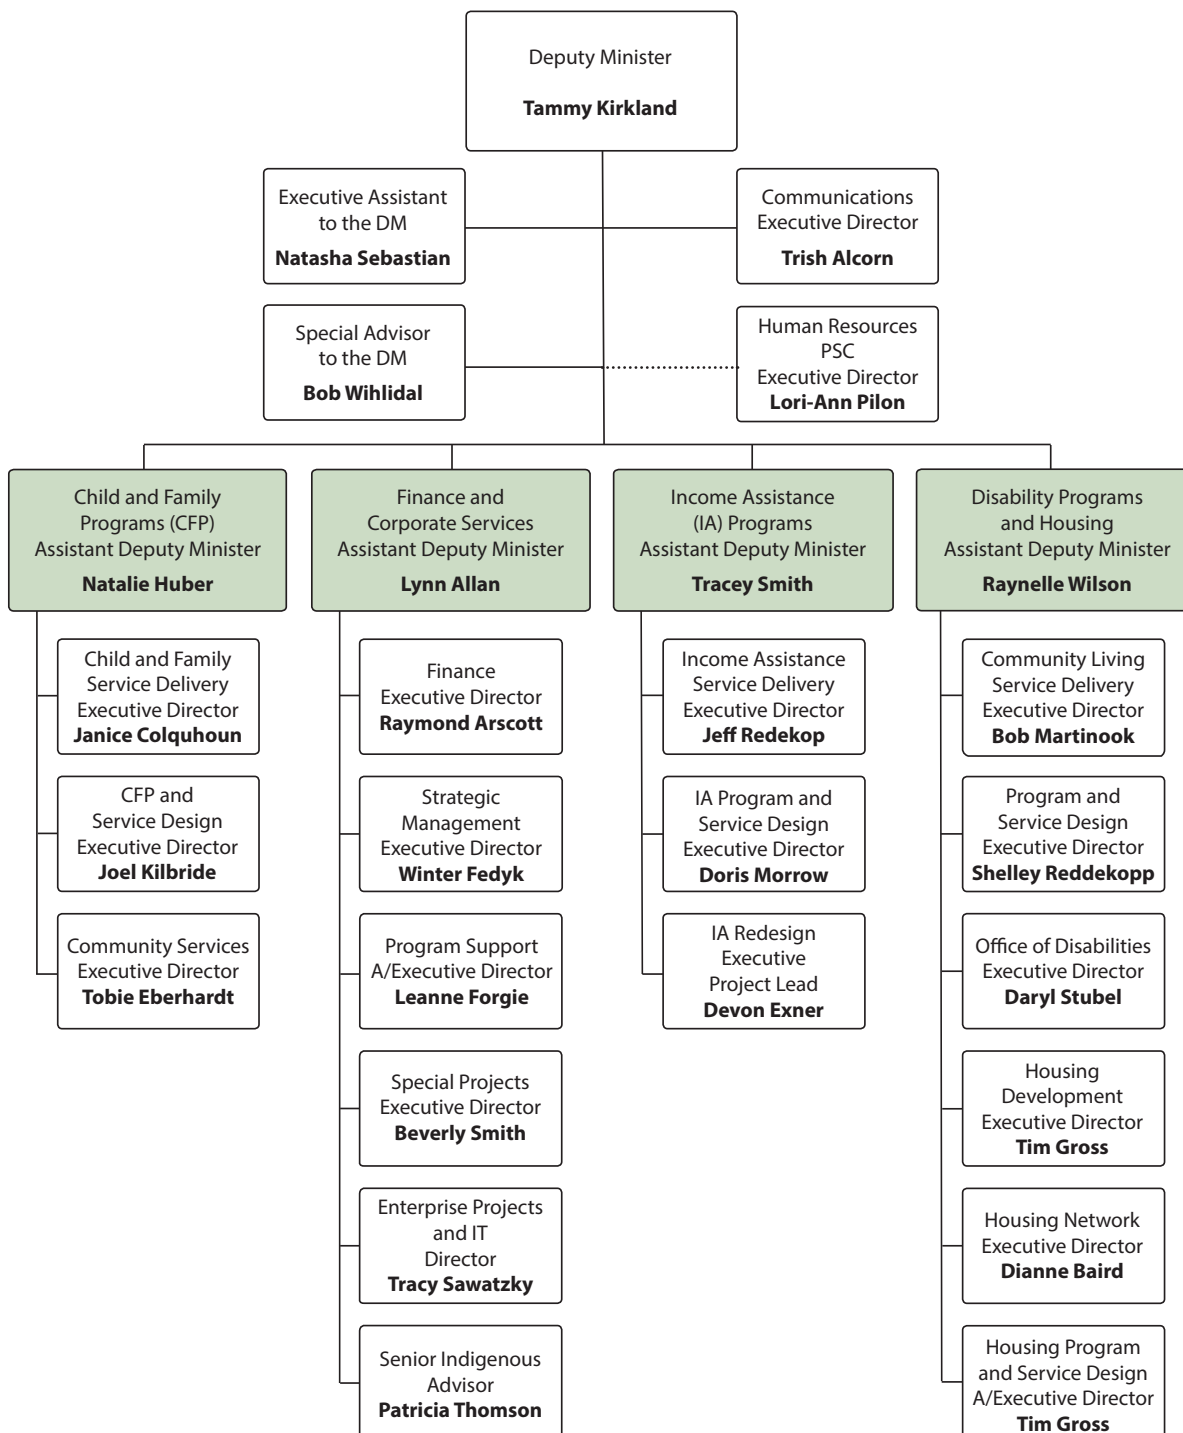 Deputy Minister
Tammy Kirkland
Executive Assistant
to the DM
Natasha Sebastian
Communications
Executive Director
Trish Alcorn
Special Advisor
to the DM
Bob Wihlidal
Human Resources
PSC
Executive Director
Lori-Ann Pilon
Child and Family
Programs (CFP)
Assistant Deputy Minister
Natalie Huber
Finance and
Corporate Services
Assistant Deputy Minister
Lynn Allan
Income Assistance
(IA) Programs
Assistant Deputy Minister
Tracey Smith
Disability Programs
and Housing
Assistant Deputy Minister
Raynelle Wilson
Child and Family
Service Delivery
Executive Director
Janice Colquhoun
CFP and
Service Design
Executive Director
Joel Kilbride
Community Services
Executive Director
Tobie Eberhardt
Finance
Executive Director
Raymond Arscott
Strategic
Management
Executive Director
Winter Fedyk
Program Support
A/Executive Director
Leanne Forgie
Special Projects
Executive Director
Beverly Smith
Enterprise Projects
and IT
Director
Tracy Sawatzky
Senior Indigenous
Advisor
Patricia Thomson
Income Assistance
Service Delivery
Executive Director
Jeff Redekop
IA Program and
Service Design
Executive Director
Doris Morrow
IA Redesign
Executive
Project Lead
Devon Exner
Community Living
Service Delivery
Executive Director
Bob Martinook
Program and
Service Design
Executive Director
Shelley Reddekopp
Office of Disabilities
Executive Director
Daryl Stubel
Housing
Development
Executive Director
Tim Gross
Housing Network
Executive Director
Dianne Baird
Housing Program
and Service Design
A/Executive Director
Tim Gross